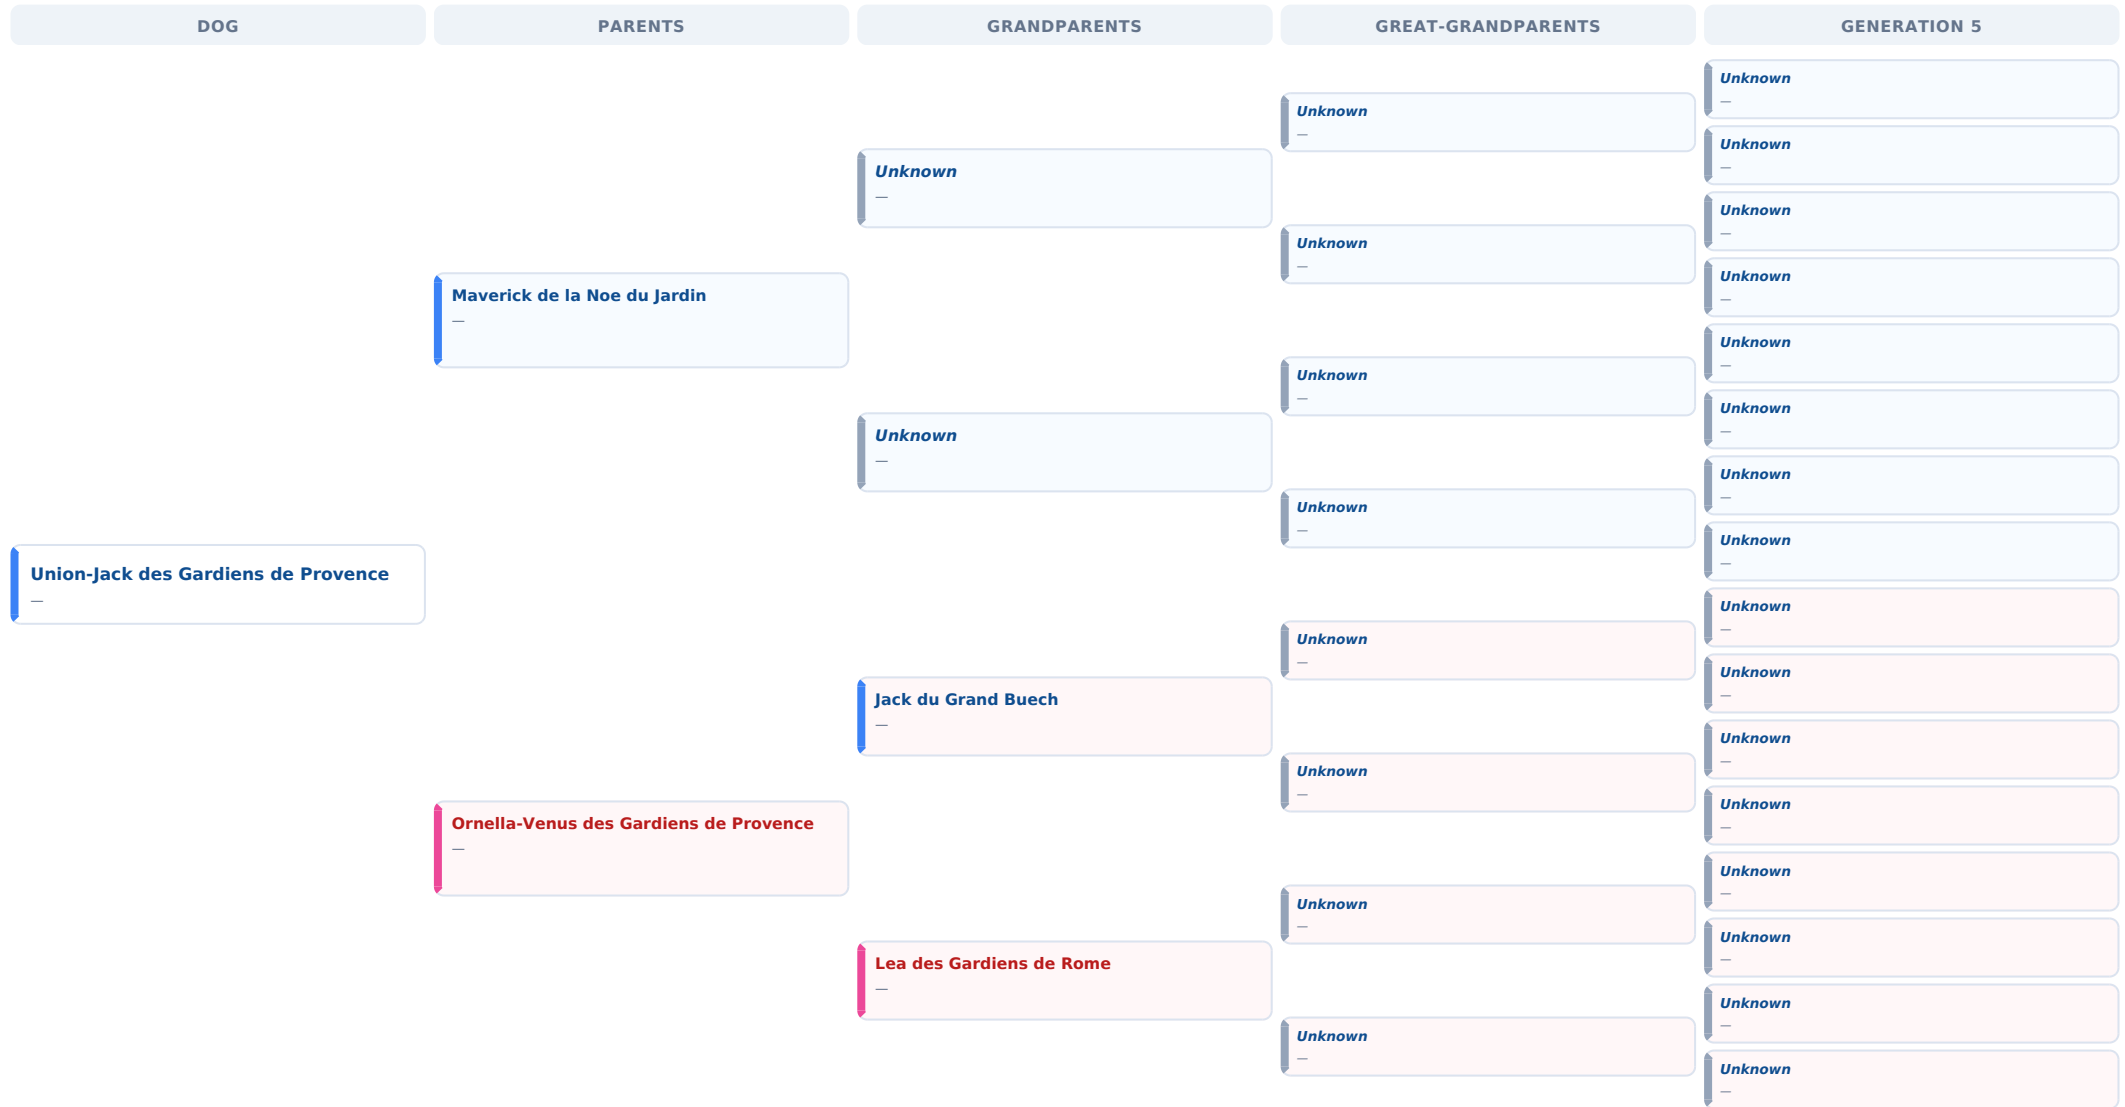 DOG
PARENTS
GRANDPARENTS
GREAT-GRANDPARENTS
GENERATION 5
Union-Jack des Gardiens de Provence
—
Maverick de la Noe du Jardin
—
Ornella-Venus des Gardiens de Provence
—
Unknown
—
Unknown
—
Jack du Grand Buech
—
Lea des Gardiens de Rome
—
Unknown
—
Unknown
—
Unknown
—
Unknown
—
Unknown
—
Unknown
—
Unknown
—
Unknown
—
Unknown
—
Unknown
—
Unknown
—
Unknown
—
Unknown
—
Unknown
—
Unknown
—
Unknown
—
Unknown
—
Unknown
—
Unknown
—
Unknown
—
Unknown
—
Unknown
—
Unknown
—
Unknown
—